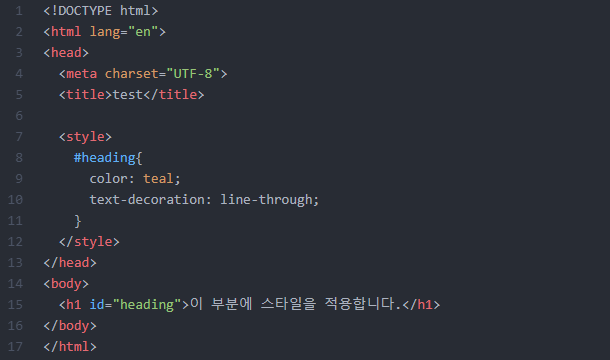 1 <!DOCTYPE html>
2 <html lang="en">
3 <head>
4   <meta charset="UTF-8">
5   <title>test</title>
6
7   <style>
8     #heading{
9       color: teal;
10       text-decoration: line-through;
11     }
12   </style>
13 </head>
14 <body>
15   <h1 id="heading">이 부분에 스타일을 적용합니다.</h1>
16 </body>
17 </html>